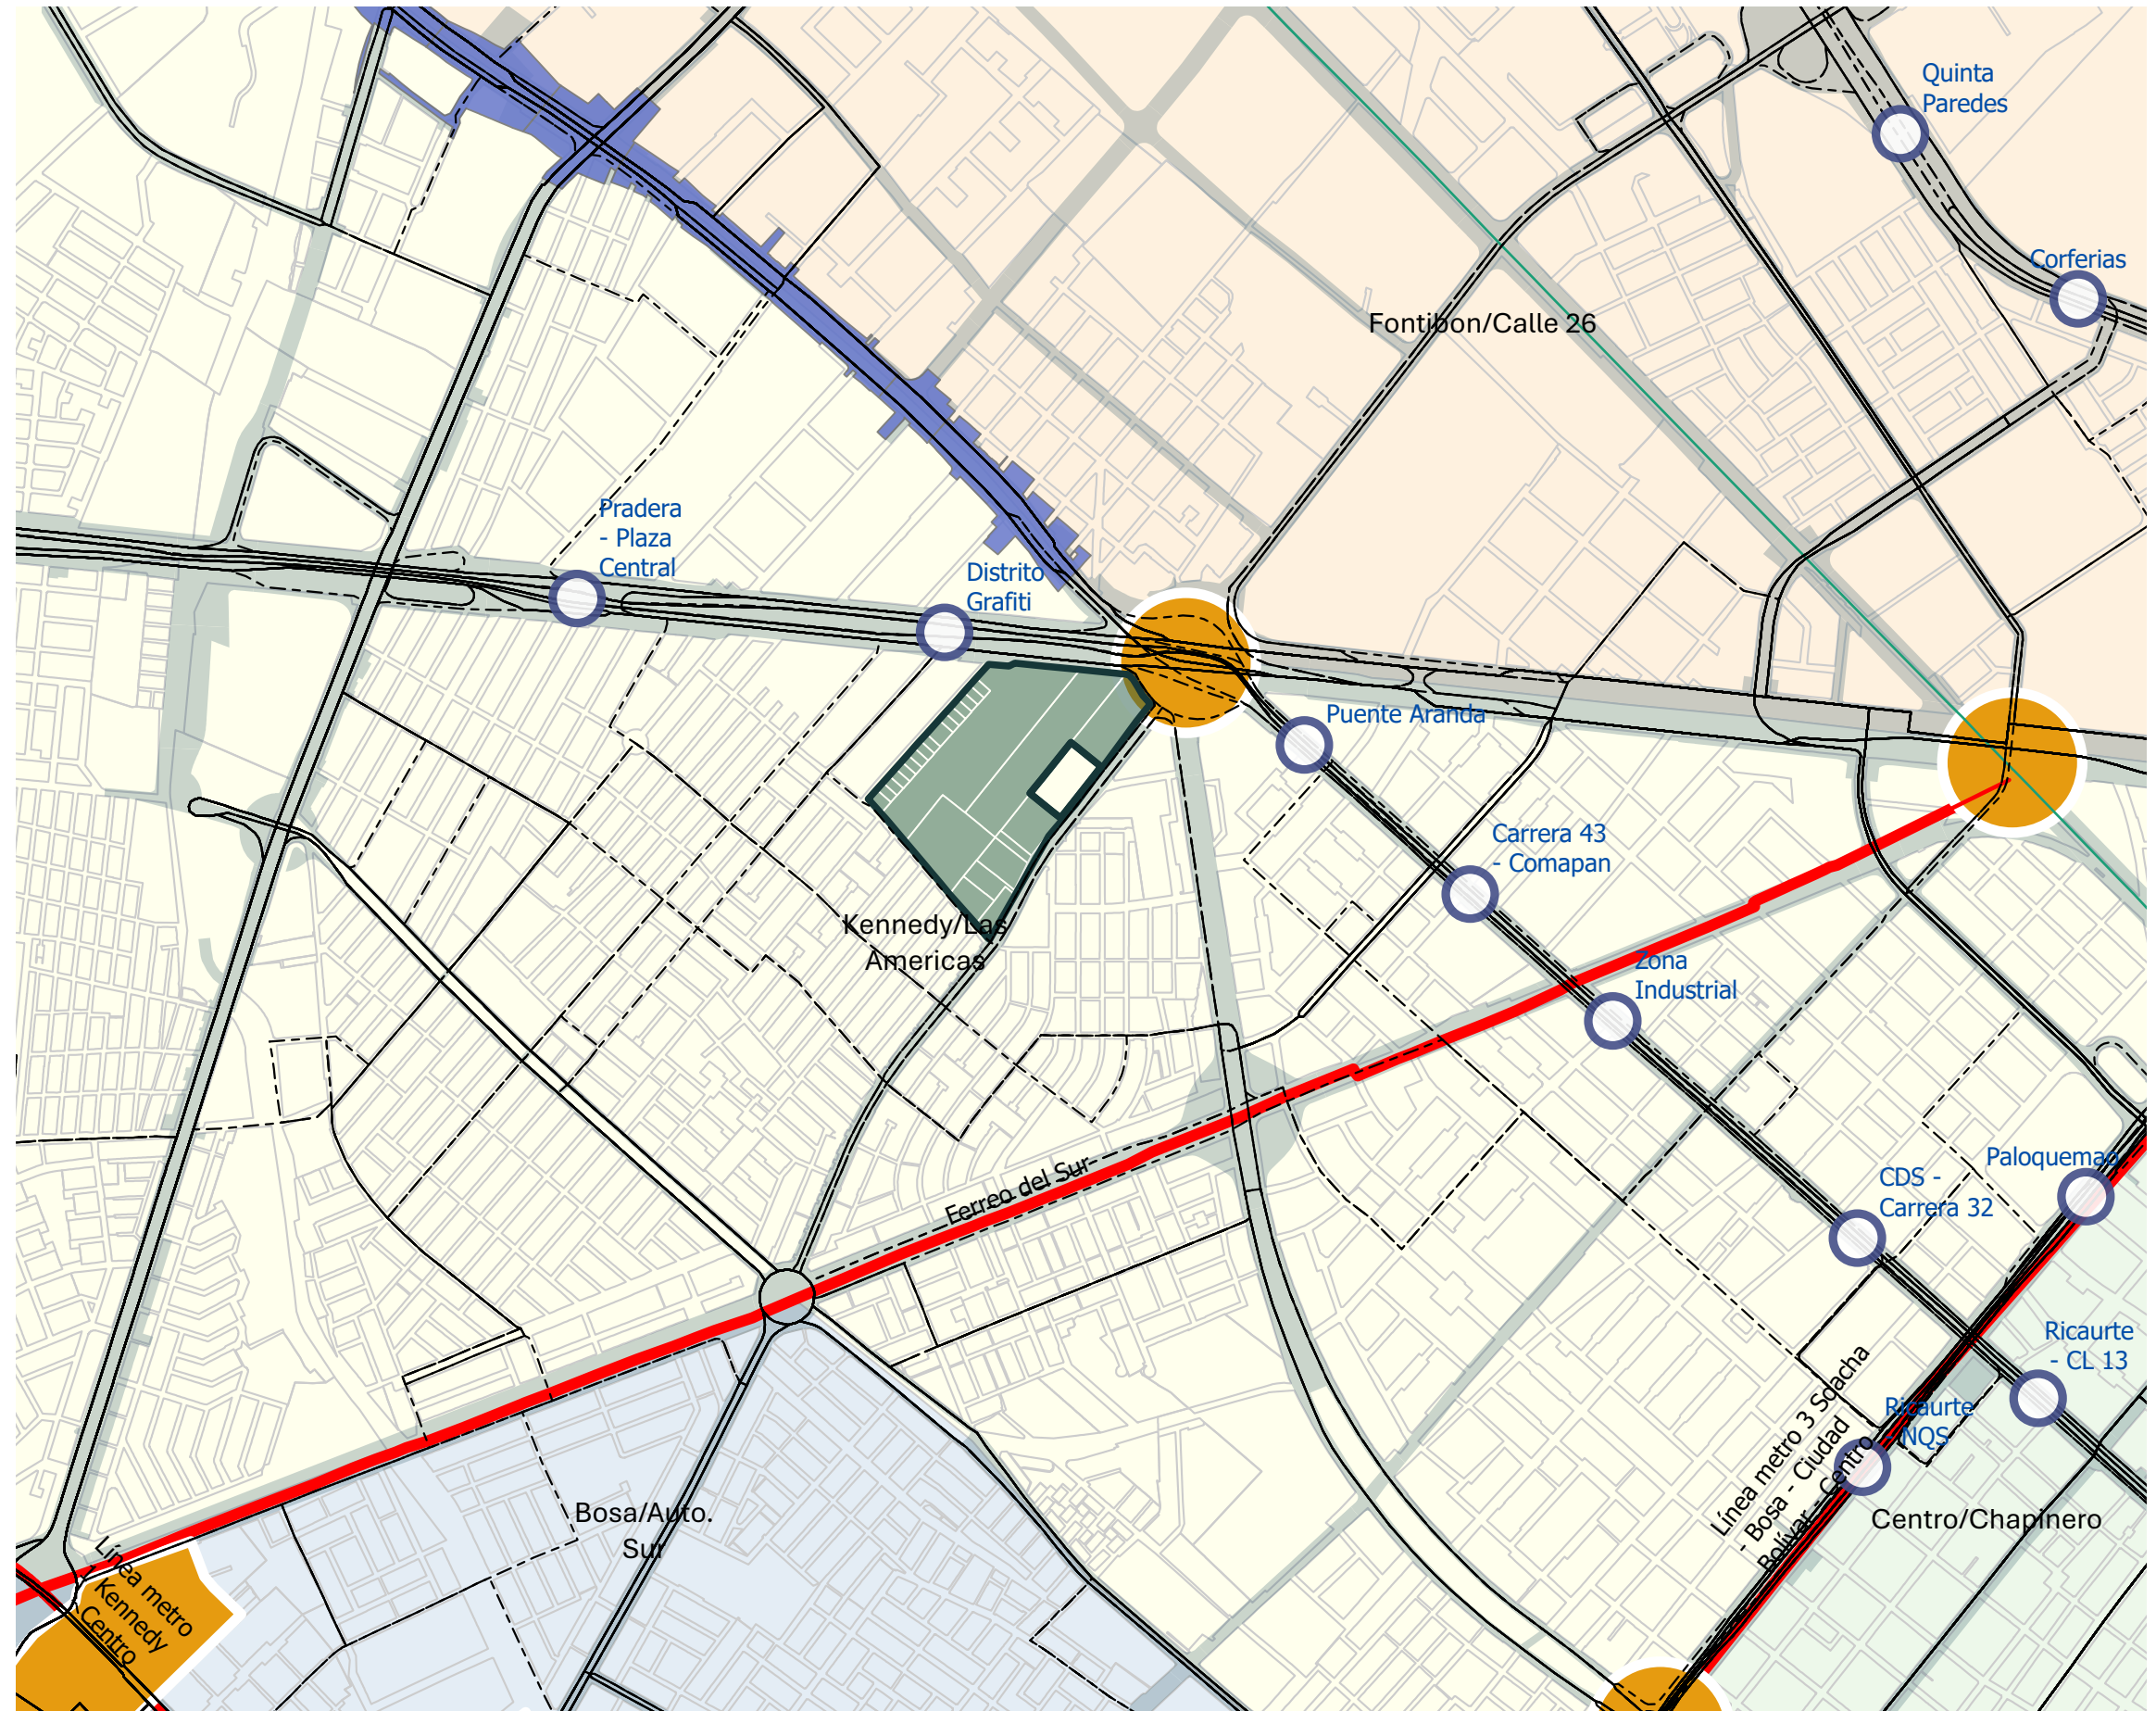 Quinta
Paredes
Corferias
Fontibon/Calle 26
Pradera
- Plaza
Central
Distrito
Grafiti
Puente Aranda
Carrera 43
- Comapan
Kennedy/Las
Americas
Zona
Industrial
Ferreo del Sur
Paloquemao
CDS -
Carrera 32
Ricaurte
- CL 13
Ricaurte
- NQS
Línea metro 3 Soacha
- Bosa - Ciudad
Bolívar - Centro
Centro/Chapinero
Bosa/Auto.
Sur
Línea metro
1 Kennedy
Centro